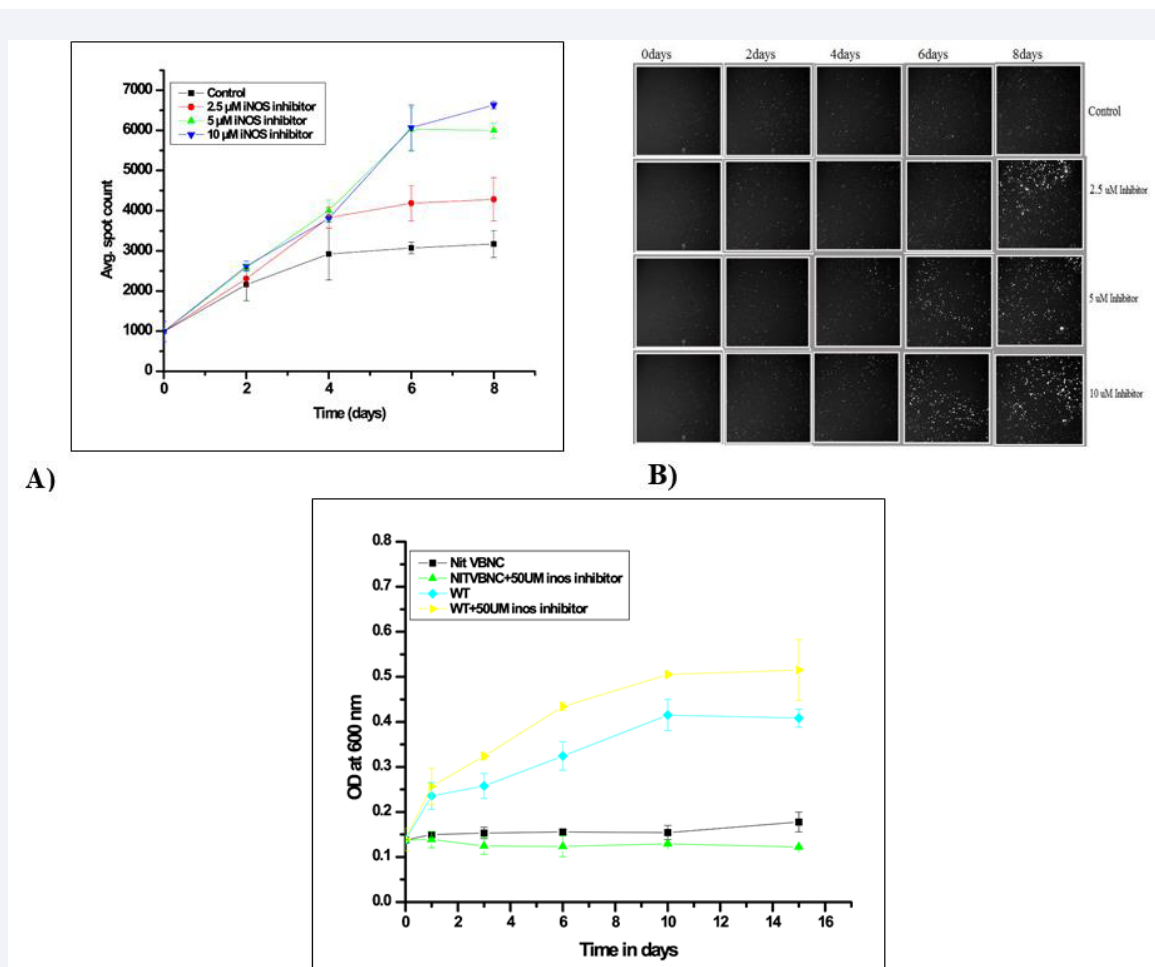 7000
6000
5000
4000
3000
2000
1000
0
Avg. spot count
Control
2.5 µM iNOS inhibitor
5 µM iNOS inhibitor
10 µM iNOS inhibitor
0 2 4 6 8
Time (days)
A)
0days 2days 4days 6days 8days
Control
2.5 uM Inhibitor
5 uM Inhibitor
10 uM Inhibitor
B)
0.8
0.7
0.6
0.5
0.4
0.3
0.2
0.1
0.0
OD at 600 nm
Nit VBNC
NITVBNC+50UM inos inhibitor
WT
WT+50UM inos inhibitor
0 2 4 6 8 10 12 14 16
Time in days